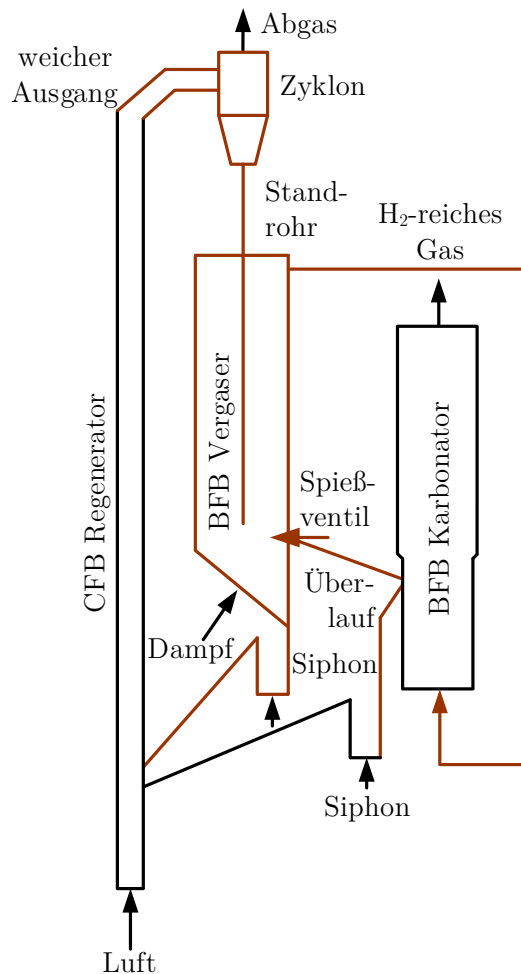 Abgas
weicher
Ausgang
Zyklon
Stand-
rohr
H₂-reiches
Gas
CFB Regenerator
BFB Vergaser
BFB Karbonator
Spieß-
ventil
Über-
lauf
Dampf
Siphon
Siphon
Luft